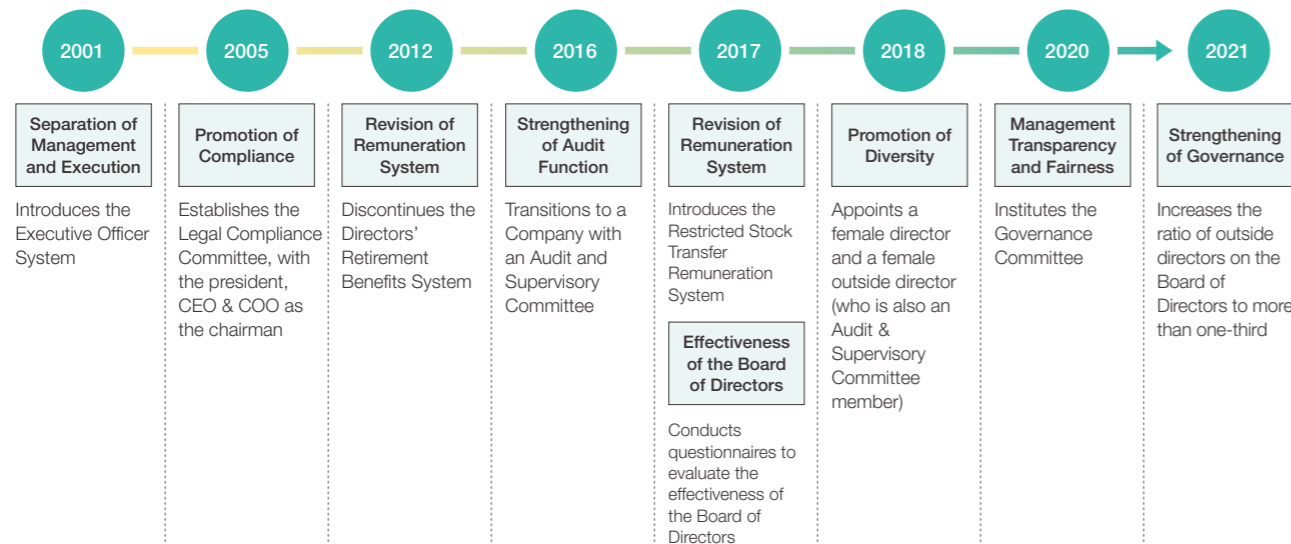 2001
2005
2012
2016
2017
2018
2020
2021
Separation of
Management
and Execution
Introduces the
Executive Officer
System
Promotion of
Compliance
Establishes the
Legal Compliance
Committee, with
the president,
CEO & COO as
the chairman
Revision of
Remuneration
System
Discontinues the
Directors’
Retirement
Benefits System
Strengthening
of Audit
Function
Transitions to a
Company with
an Audit and
Supervisory
Committee
Revision of
Remuneration
System
Introduces the
Restricted Stock
Transfer
Remuneration
System
Effectiveness
of the Board
of Directors
Conducts
questionnaires to
evaluate the
effectiveness of
the Board of
Directors
Promotion of
Diversity
Appoints a
female director
and a female
outside director
(who is also an
Audit &
Supervisory
Committee
member)
Management
Transparency
and Fairness
Institutes the
Governance
Committee
Strengthening
of Governance
Increases the
ratio of outside
directors on the
Board of
Directors to more
than one-third